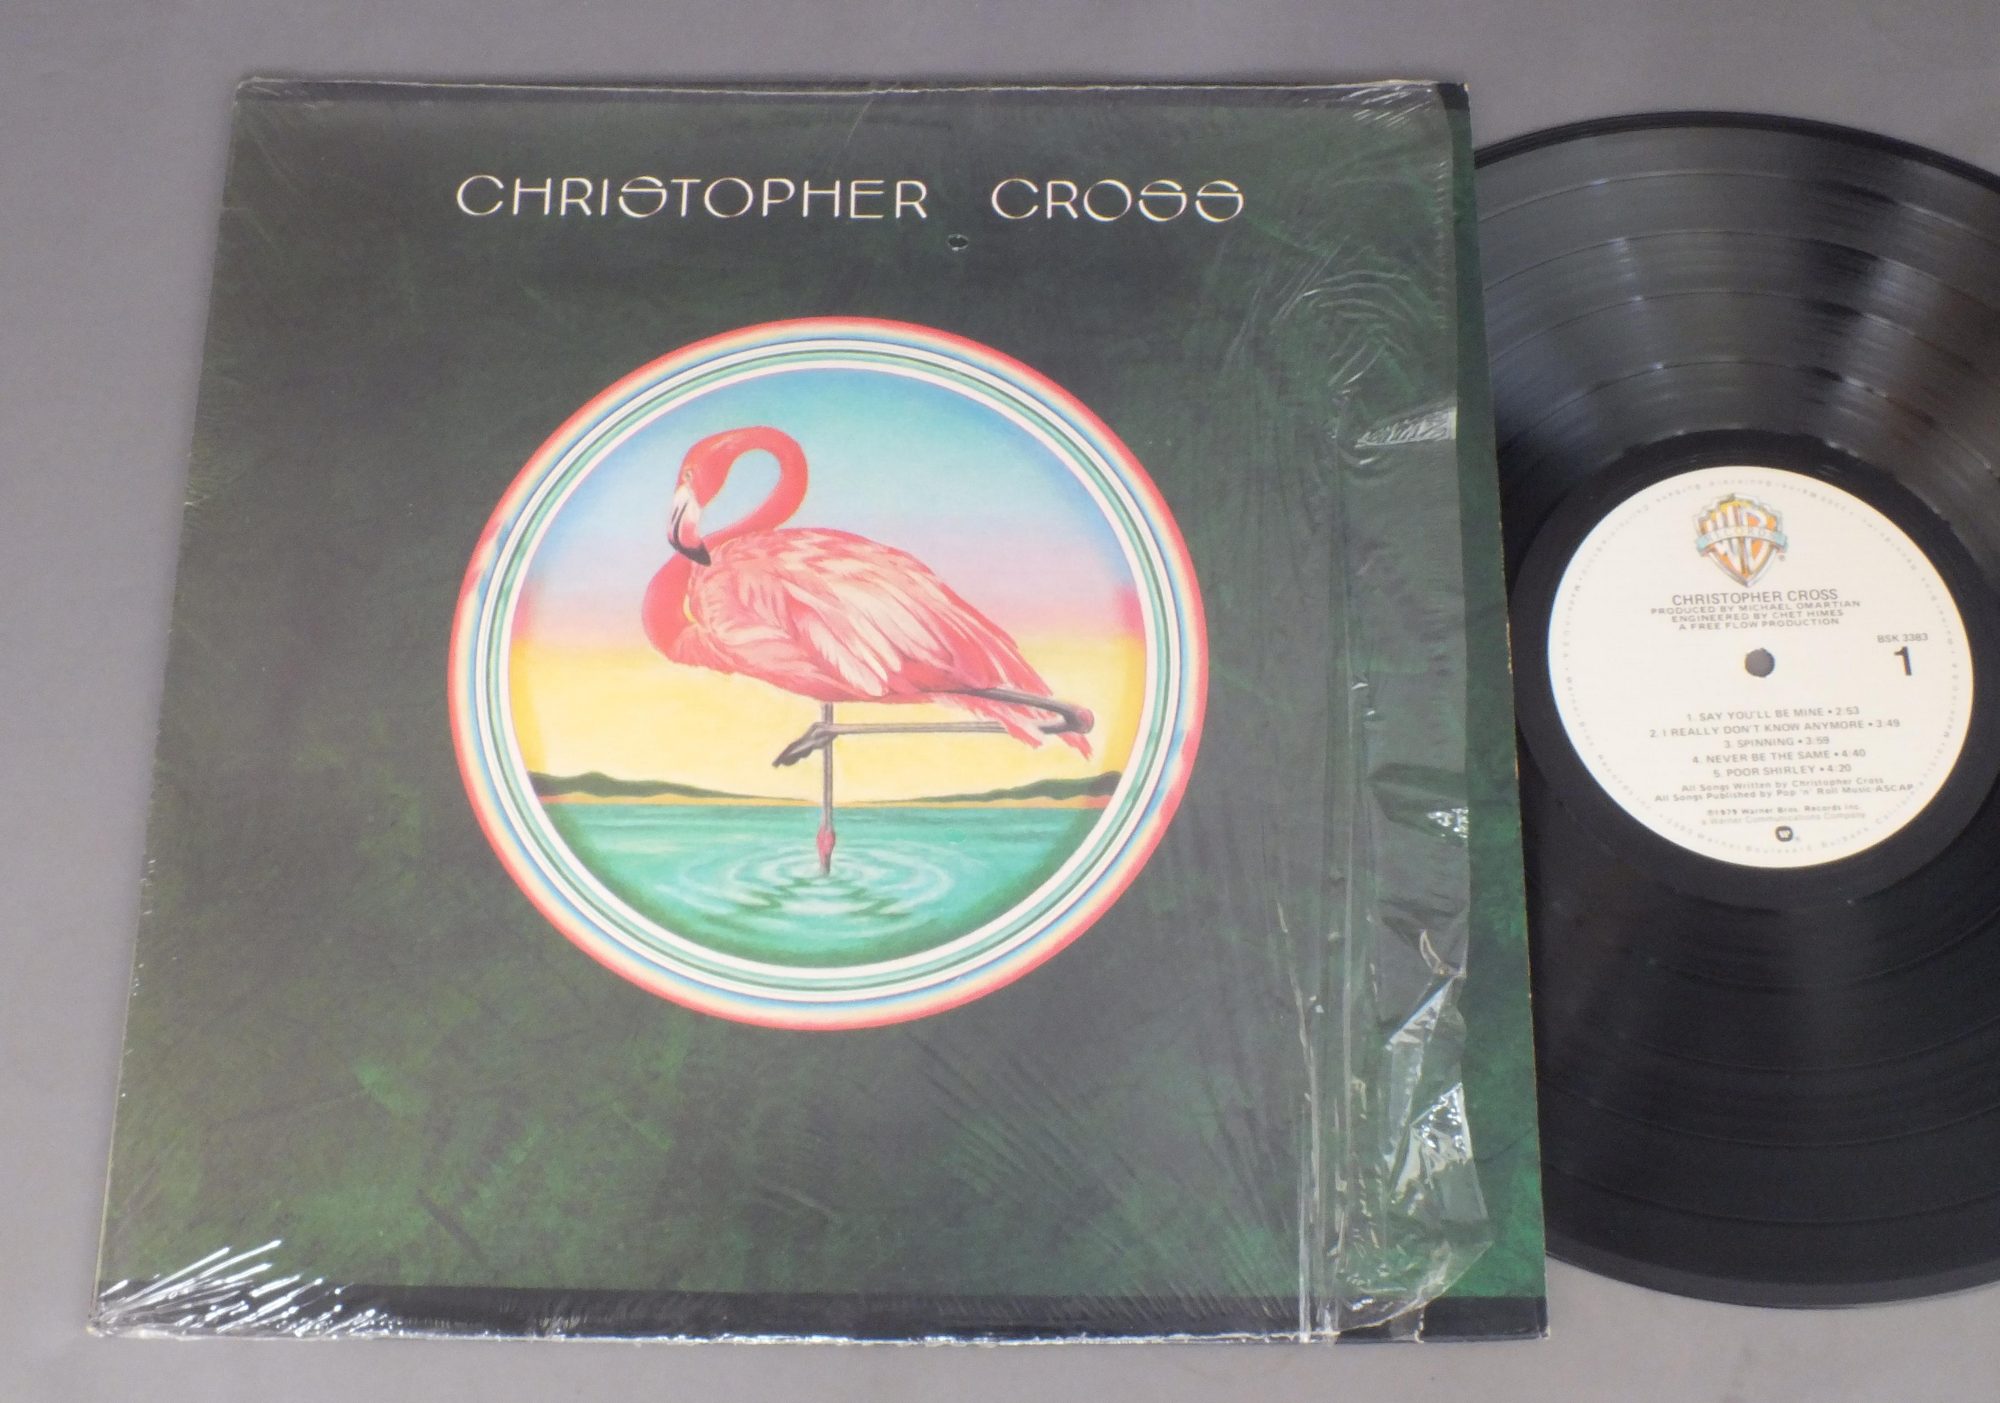 CHRISTOPHER CROSS
WB
RECORDS
®
CHRISTOPHER CROSS
PRODUCED BY MICHAEL OMARTIAN
ENGINEERED BY CHET HIMES
A FREE FLOW PRODUCTION
BSK 3383
1
1. SAY YOU'LL BE MINE • 2:53
2. I REALLY DON'T KNOW ANYMORE • 3:49
3. SPINNING • 3:59
4. NEVER BE THE SAME • 4:40
5. POOR SHIRLEY • 4:20
All Songs Written by Christopher Cross
All Songs Published by Pop 'n' Roll Music-ASCAP
©1979 Warner Bros. Records Inc.
a Warner Communications Company